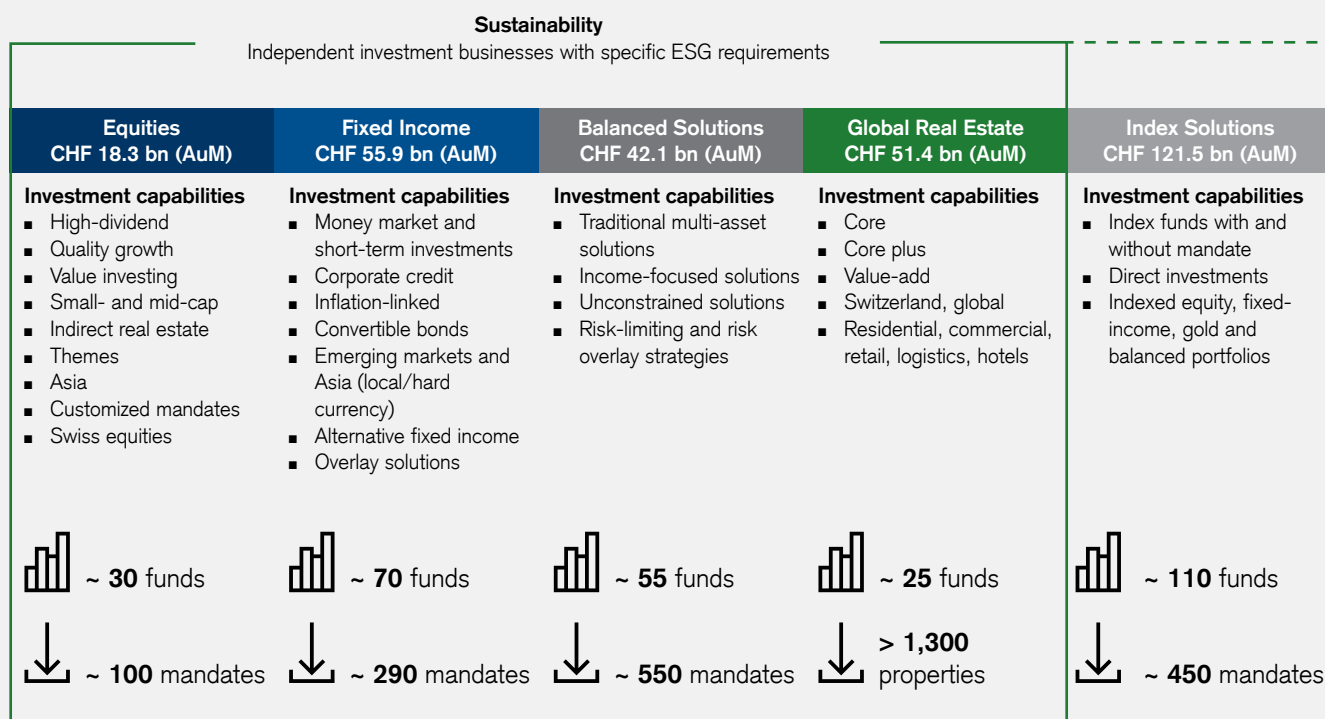 Sustainability
Independent investment businesses with specific ESG requirements
Equities
CHF 18.3 bn (AuM)
Investment capabilities
▪ High-dividend
▪ Quality growth
▪ Value investing
▪ Small- and mid-cap
▪ Indirect real estate
▪ Themes
▪ Asia
▪ Customized mandates
▪ Swiss equities
~ 30 funds
~ 100 mandates
Fixed Income
CHF 55.9 bn (AuM)
Investment capabilities
▪ Money market and
short-term investments
▪ Corporate credit
▪ Inflation-linked
▪ Convertible bonds
▪ Emerging markets and
Asia (local/hard
currency)
▪ Alternative fixed income
▪ Overlay solutions
~ 70 funds
~ 290 mandates
Balanced Solutions
CHF 42.1 bn (AuM)
Investment capabilities
▪ Traditional multi-asset
solutions
▪ Income-focused solutions
▪ Unconstrained solutions
▪ Risk-limiting and risk
overlay strategies
~ 55 funds
~ 550 mandates
Global Real Estate
CHF 51.4 bn (AuM)
Investment capabilities
▪ Core
▪ Core plus
▪ Value-add
▪ Switzerland, global
▪ Residential, commercial,
retail, logistics, hotels
~ 25 funds
> 1,300
properties
Index Solutions
CHF 121.5 bn (AuM)
Investment capabilities
▪ Index funds with and
without mandate
▪ Direct investments
▪ Indexed equity, fixed-
income, gold and
balanced portfolios
~ 110 funds
~ 450 mandates